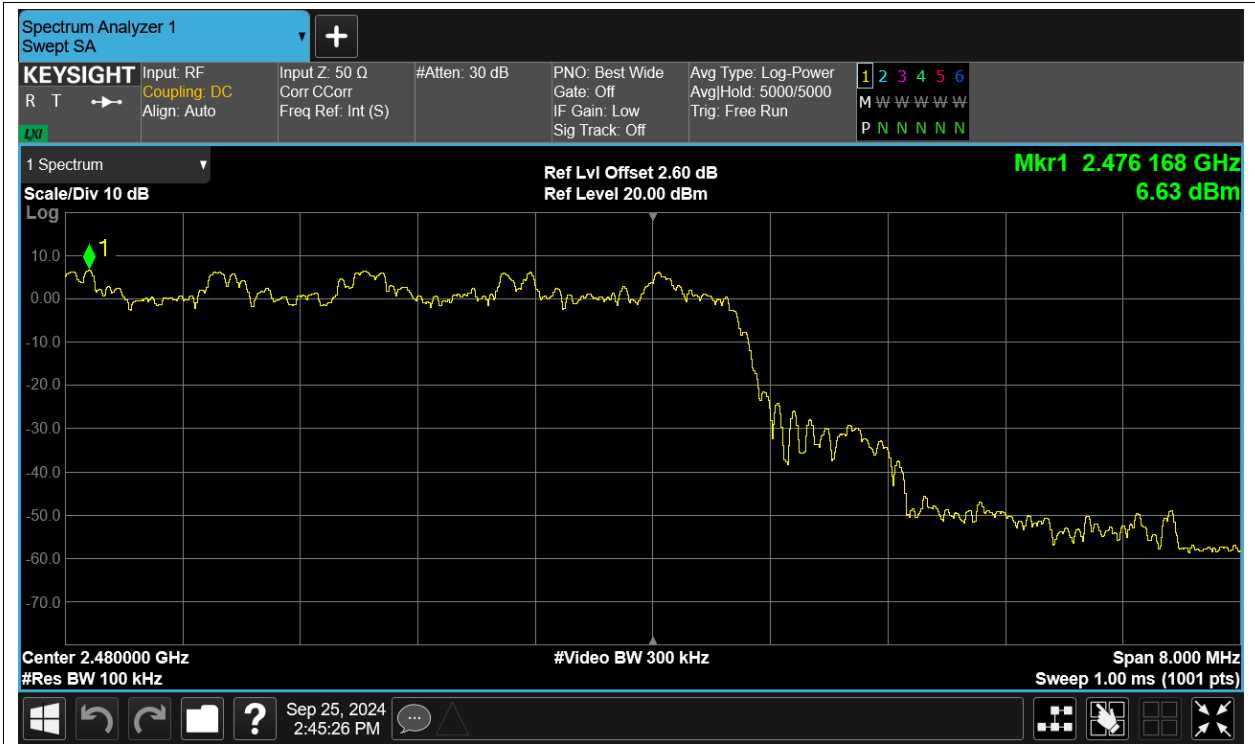 Spectrum Analyzer 1
Swept SA
KEYSIGHT
R T
LXI
Input: RF
Coupling: DC
Align: Auto
Input Z: 50 Ω
Corr CCorr
Freq Ref: Int (S)
#Atten: 30 dB
PNO: Best Wide
Gate: Off
IF Gain: Low
Sig Track: Off
Avg Type: Log-Power
Avg|Hold: 5000/5000
Trig: Free Run
1 2 3 4 5 6
M W W W W W
P N N N N N
1 Spectrum
Scale/Div 10 dB
Log
Ref Lvl Offset 2.60 dB
Ref Level 20.00 dBm
Mkr1 2.476 168 GHz
6.63 dBm
1
10.0
0.00
-10.0
-20.0
-30.0
-40.0
-50.0
-60.0
-70.0
Center 2.480000 GHz
#Video BW 300 kHz
Span 8.000 MHz
#Res BW 100 kHz
Sweep 1.00 ms (1001 pts)
?
Sep 25, 2024
2:45:26 PM